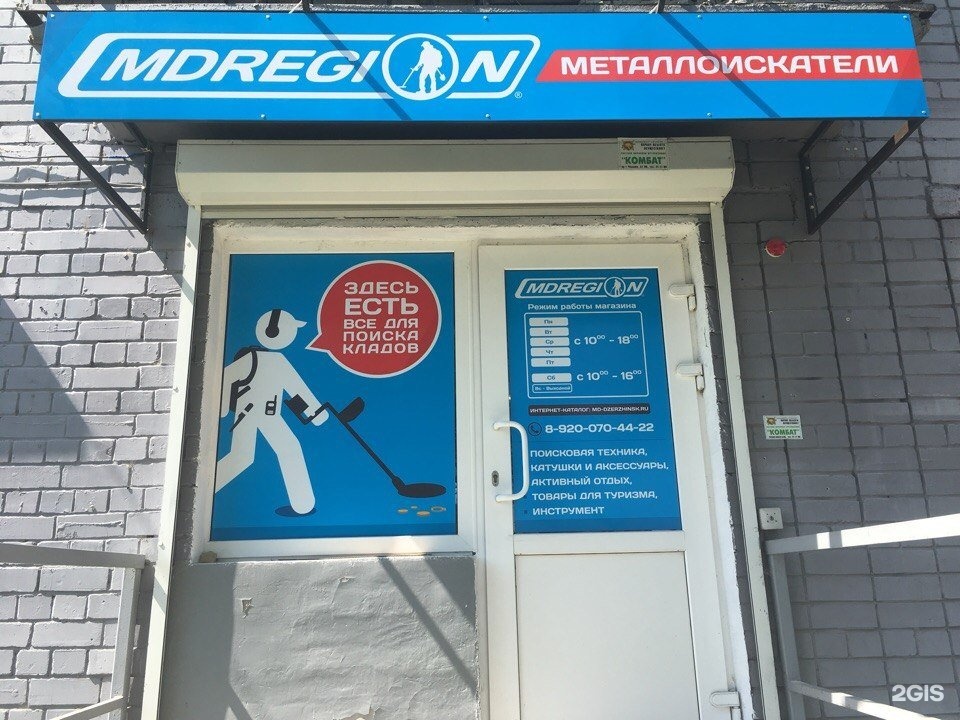 MDREGION®
МЕТАЛЛОИСКАТЕЛИ
"КОМБАТ"
ЗДЕСЬ
ЕСТЬ
ВСЕ ДЛЯ
ПОИСКА
КЛАДОВ
MDREGION
Режим работы магазина
Пн
Вт
Ср
Чт
Пт
с 10⁰⁰ - 18⁰⁰
Сб
с 10⁰⁰ - 16⁰⁰
Вс - Выходной
ИНТЕРНЕТ-КАТАЛОГ: MD-DZERZHINSK.RU
8-920-070-44-22
ПОИСКОВАЯ ТЕХНИКА,
КАТУШКИ И АКСЕССУАРЫ,
АКТИВНЫЙ ОТДЫХ,
ТОВАРЫ ДЛЯ ТУРИЗМА,
ИНСТРУМЕНТ
"КОМБАТ"
2GIS